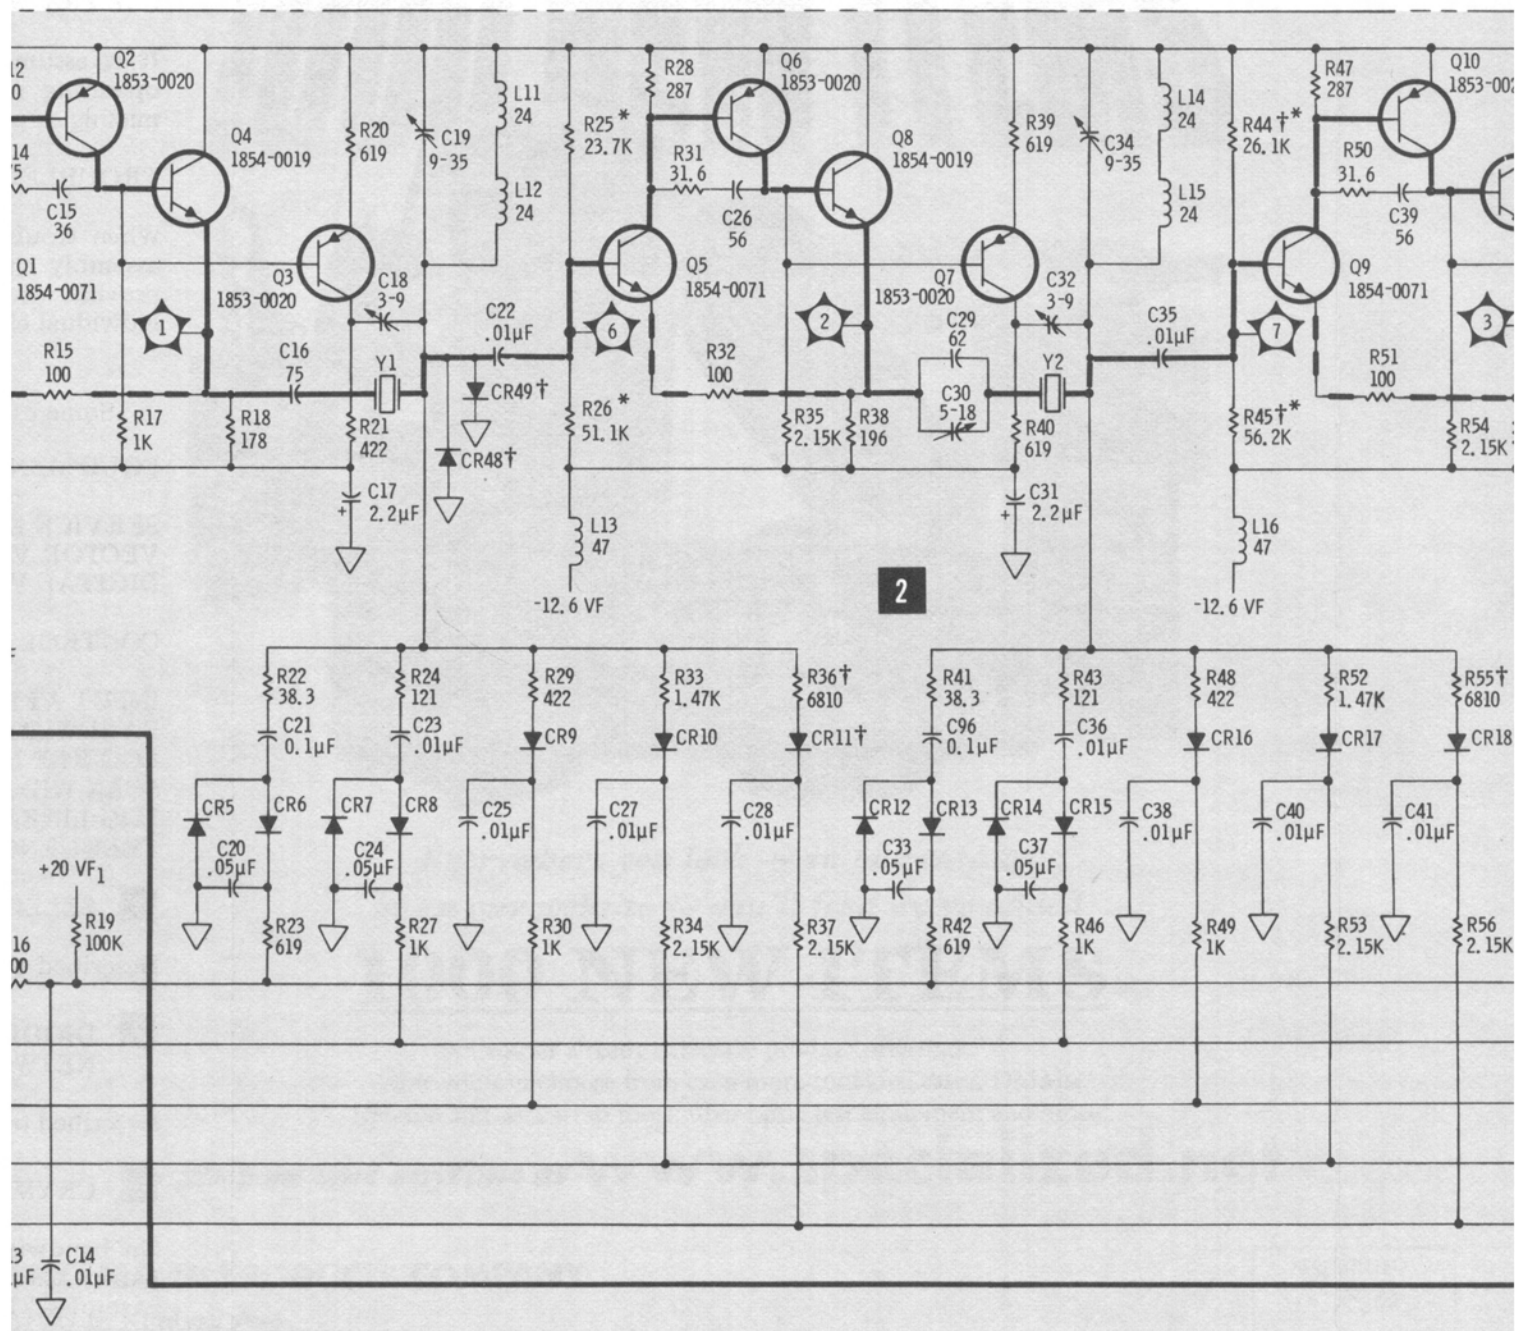 Q2
1853-0020
Q4
1854-0019
R20
619
C19
9-35
L11
24
L12
24
R25*
23.7K
R28
287
Q6
1853-0020
R31
31.6
C26
56
Q8
1854-0019
R39
619
C34
9-35
L14
24
L15
24
R44†*
26.1K
R47
287
Q10
R50
31.6
C39
56
C15
36
Q1
1854-0071
Q3
1853-0020
C18
3-9
C22
.01µF
Q5
1854-0071
Q7
1853-0020
C32
3-9
C35
.01µF
Q9
1854-0071
1
6
2
7
3
R15
100
C16
75
Y1
CR49†
CR48†
R32
100
C29
62
C30
5-18
Y2
R51
100
R17
1K
R18
178
R21
422
R26*
51.1K
R35
2.15K
R38
196
R40
619
R45†*
56.2K
R54
2.15K
C17
+ 2.2µF
L13
47
C31
+ 2.2µF
L16
47
-12.6 VF
2
-12.6 VF
R22
38.3
R24
121
R29
422
R33
1.47K
R36†
6810
R41
38.3
R43
121
R48
422
R52
1.47K
R55†
6810
C21
0.1µF
C23
.01µF
CR9
CR10
CR11†
C96
0.1µF
C36
.01µF
CR16
CR17
CR18
CR5
CR6
CR7
CR8
C25
.01µF
C27
.01µF
C28
.01µF
CR12
CR13
CR14
CR15
C38
.01µF
C40
.01µF
C41
.01µF
C20
.05µF
C24
.05µF
C33
.05µF
C37
.05µF
+20 VF1
R19
100K
R23
619
R27
1K
R30
1K
R34
2.15K
R37
2.15K
R42
619
R46
1K
R49
1K
R53
2.15K
R56
2.15K
C14
.01µF